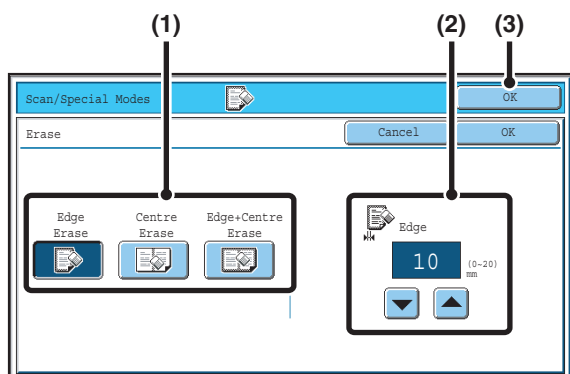 (1) (2) (3)
Scan/Special Modes OK
Erase Cancel OK
Edge Erase
Centre Erase
Edge+Centre Erase
Edge
10 (0~20) mm